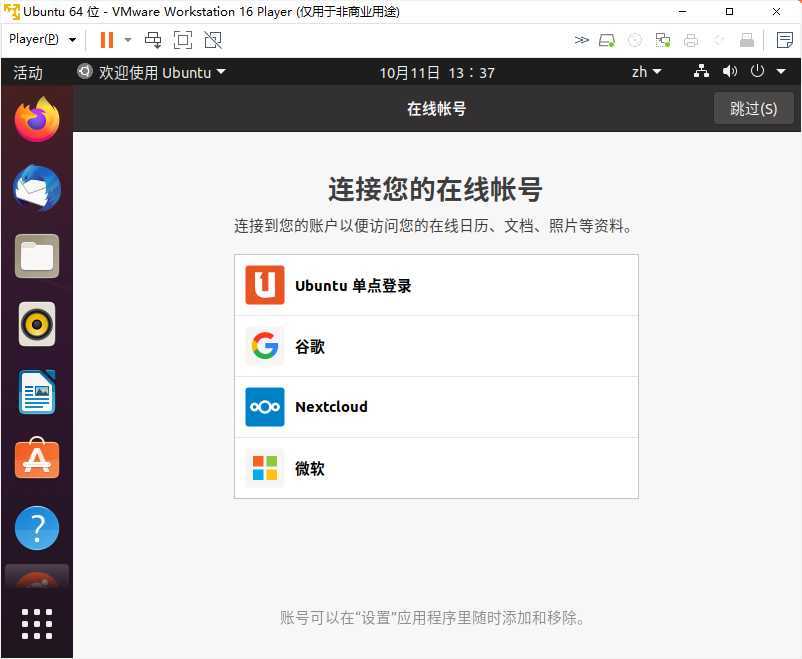 Ubuntu 64 位 - VMware Workstation 16 Player (仅用于非商业用途)
Player(P)
活动
欢迎使用 Ubuntu
10月11日 13：37
zh
在线帐号
跳过(S)
连接您的在线帐号
连接到您的账户以便访问您的在线日历、文档、照片等资料。
Ubuntu 单点登录
谷歌
Nextcloud
微软
账号可以在“设置”应用程序里随时添加和移除。